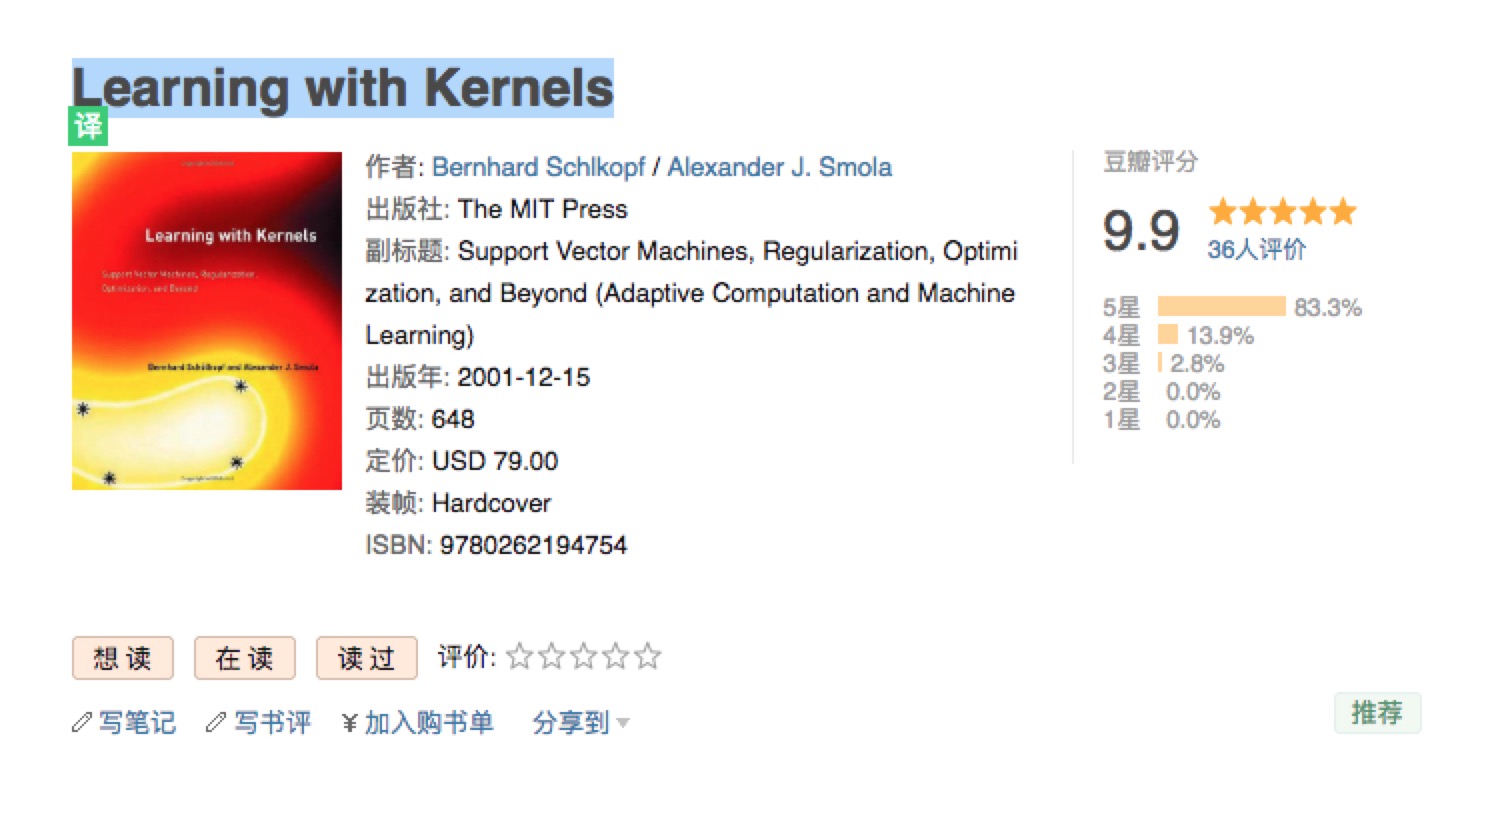 Learning with Kernels
译
Learning with Kernels
Support Vector Machines, Regularization,
Optimization, and Beyond
Bernhard Schölkopf and Alexander J. Smola
作者: Bernhard Schlkopf / Alexander J. Smola
出版社: The MIT Press
副标题: Support Vector Machines, Regularization, Optimi
zation, and Beyond (Adaptive Computation and Machine
Learning)
出版年: 2001-12-15
页数: 648
定价: USD 79.00
装帧: Hardcover
ISBN: 9780262194754
豆瓣评分
9.9
36人评价
5星 83.3%
4星 13.9%
3星 2.8%
2星 0.0%
1星 0.0%
想读 在读 读过 评价:
写笔记 写书评 ¥ 加入购书单 分享到
推荐